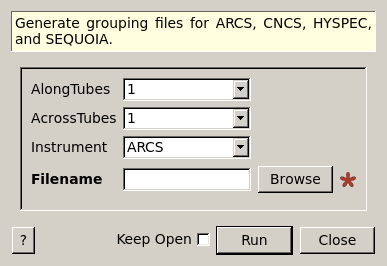 Generate grouping files for ARCS, CNCS, HYSPEC,
and SEQUOIA.
AlongTubes 1
AcrossTubes 1
Instrument ARCS
Filename Browse *
? Keep Open Run Close